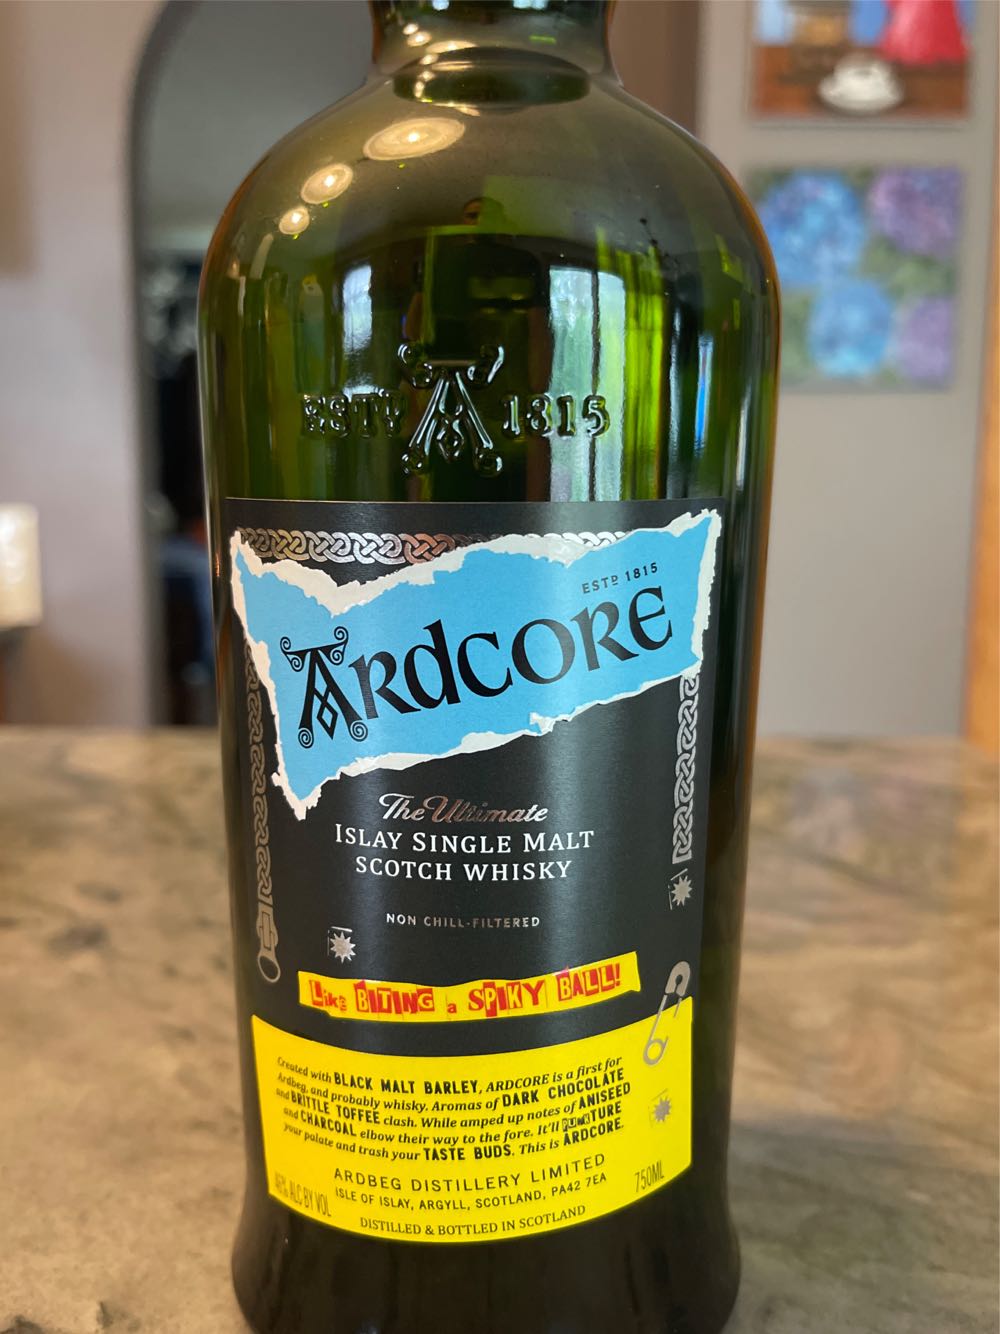 ESTD 1815
ESTD 1815
ARDCORE
The Ultimate
ISLAY SINGLE MALT
SCOTCH WHISKY
NON CHILL-FILTERED
Like BITING a SPIKY BALL!
Created with BLACK MALT BARLEY, ARDCORE is a first for
Ardbeg, and probably whisky. Aromas of DARK CHOCOLATE
and BRITTLE TOFFEE clash. While amped up notes of ANISEED
and CHARCOAL elbow their way to the fore. It'll PUNKTURE
your palate and trash your TASTE BUDS. This is ARDCORE.
ARDBEG DISTILLERY LIMITED
ISLE OF ISLAY, ARGYLL, SCOTLAND, PA42 7EA
46% ALC BY VOL
750ML
DISTILLED & BOTTLED IN SCOTLAND